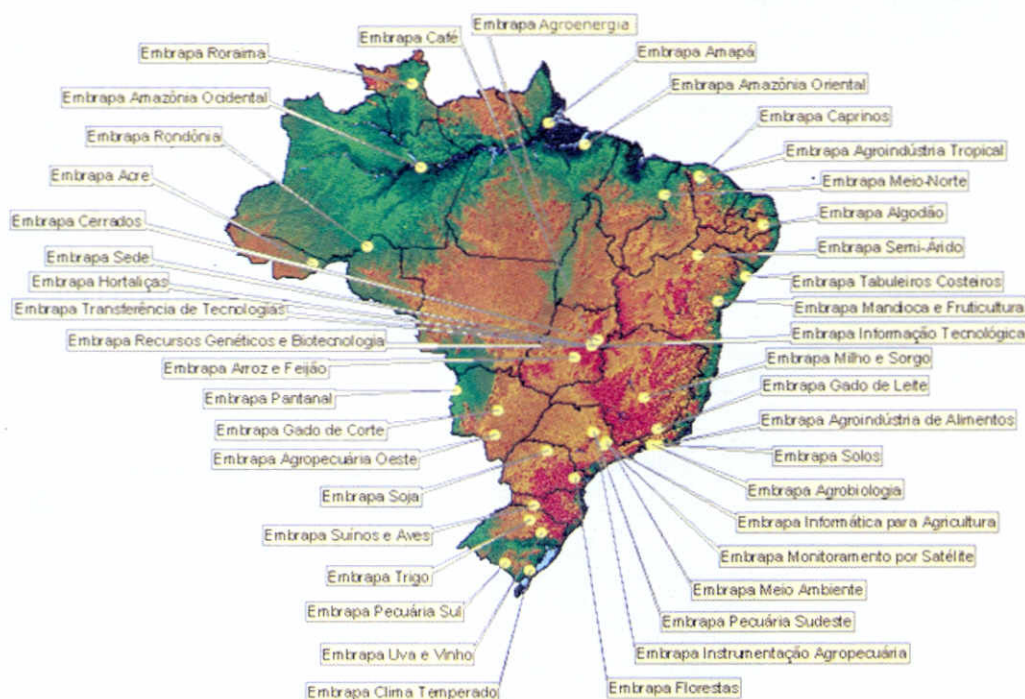 Embrapa Agroenergia
Embrapa Café
Embrapa Roraima
Embrapa Amapá
Embrapa Amazônia Ocidental
Embrapa Amazônia Oriental
Embrapa Caprinos
Embrapa Rondônia
Embrapa Agroindústria Tropical
Embrapa Acre
Embrapa Meio-Norte
Embrapa Cerrados
Embrapa Algodão
Embrapa Sede
Embrapa Semi-Árido
Embrapa Hortaliças
Embrapa Tabuleiros Costeiros
Embrapa Transferência de Tecnologias
Embrapa Mandioca e Fruticultura
Embrapa Recursos Genéticos e Biotecnologia
Embrapa Informação Tecnológica
Embrapa Arroz e Feijão
Embrapa Milho e Sorgo
Embrapa Pantanal
Embrapa Gado de Leite
Embrapa Gado de Corte
Embrapa Agroindústria de Alimentos
Embrapa Agropecuária Oeste
Embrapa Solos
Embrapa Soja
Embrapa Agrobiologia
Embrapa Suínos e Aves
Embrapa Informática para Agricultura
Embrapa Trigo
Embrapa Monitoramento por Satélite
Embrapa Meio Ambiente
Embrapa Pecuária Sul
Embrapa Pecuária Sudeste
Embrapa Uva e Vinho
Embrapa Instrumentação Agropecuária
Embrapa Clima Temperado
Embrapa Florestas